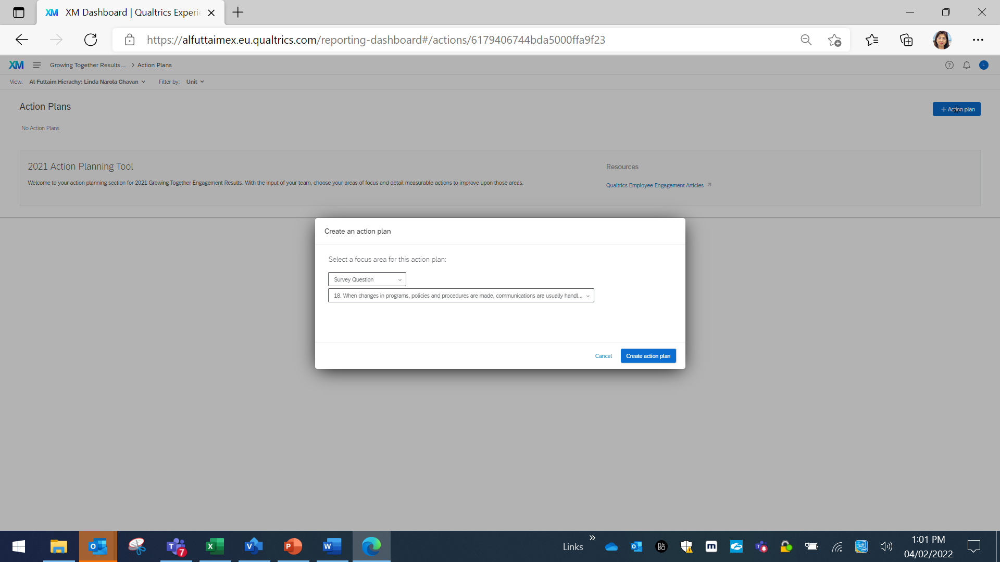 XM Dashboard | Qualtrics Experie
https://alfuttaimex.eu.qualtrics.com/reporting-dashboard#/actions/6179406744bda5000ffa9f23
XM Growing Together Results... > Action Plans L
View: Al-Futtaim Hierachy: Linda Narola Chavan Filter by: Unit
Action Plans
+ Action plan
No Action Plans
2021 Action Planning Tool
Resources
Welcome to your action planning section for 2021 Growing Together Engagement Results. With the input of your team, choose your areas of focus and detail measurable actions to improve upon those areas.
Qualtrics Employee Engagement Articles
Create an action plan
Select a focus area for this action plan:
Survey Question
18. When changes in programs, policies and procedures are made, communications are usually handl...
Cancel Create action plan
Links
1:01 PM
04/02/2022